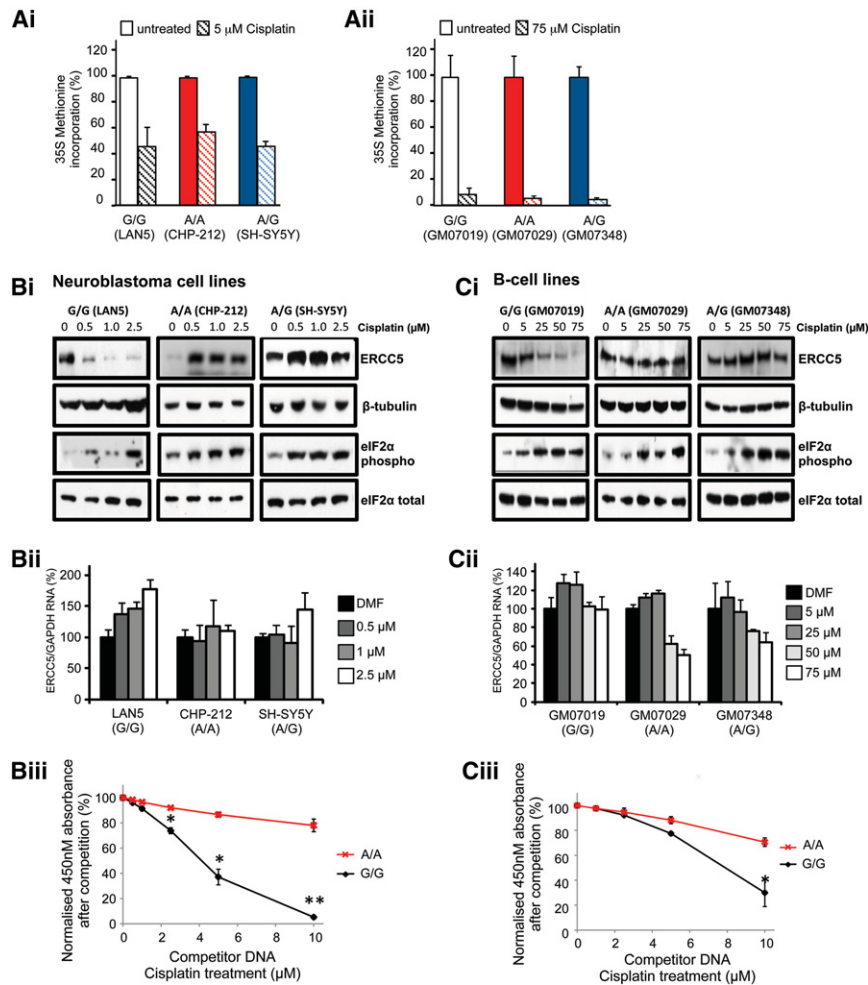 Ai
untreated 5 µM Cisplatin
35S Methionine
incorporation (%)
120
100
80
60
40
20
0
G/G
(LAN5)
A/A
(CHP-212)
A/G
(SH-SY5Y)
Aii
untreated 75 µM Cisplatin
35S Methionine
incorporation (%)
120
100
80
60
40
20
0
G/G
(GM07019)
A/A
(GM07029)
A/G
(GM07348)
Bi Neuroblastoma cell lines
G/G (LAN5) A/A (CHP-212) A/G (SH-SY5Y)
0 0.5 1.0 2.5 0 0.5 1.0 2.5 0 0.5 1.0 2.5 Cisplatin (µM)
ERCC5
β-tubulin
eIF2α
phospho
eIF2α total
Ci B-cell lines
G/G (GM07019) A/A (GM07029) A/G (GM07348)
0 5 25 50 75 0 5 25 50 75 0 5 25 50 75 Cisplatin (µM)
ERCC5
β-tubulin
eIF2α
phospho
eIF2α total
Bii
ERCC5/GAPDH RNA (%)
200
150
100
50
0
LAN5
(G/G)
CHP-212
(A/A)
SH-SY5Y
(A/G)
DMF
0.5 µM
1 µM
2.5 µM
Cii
ERCC5/GAPDH RNA (%)
140
120
100
80
60
40
20
0
GM07019
(G/G)
GM07029
(A/A)
GM07348
(A/G)
DMF
5 µM
25 µM
50 µM
75 µM
Biii
Normalised 450nM absorbance
after competition (%)
100
80
60
40
20
0
0 2 4 6 8 10
* * **
A/A
G/G
Competitor DNA
Cisplatin treatment (µM)
Ciii
Normalised 450nM absorbance
after competition (%)
100
80
60
40
20
0
0 2 4 6 8 10
*
A/A
G/G
Competitor DNA
Cisplatin treatment (µM)